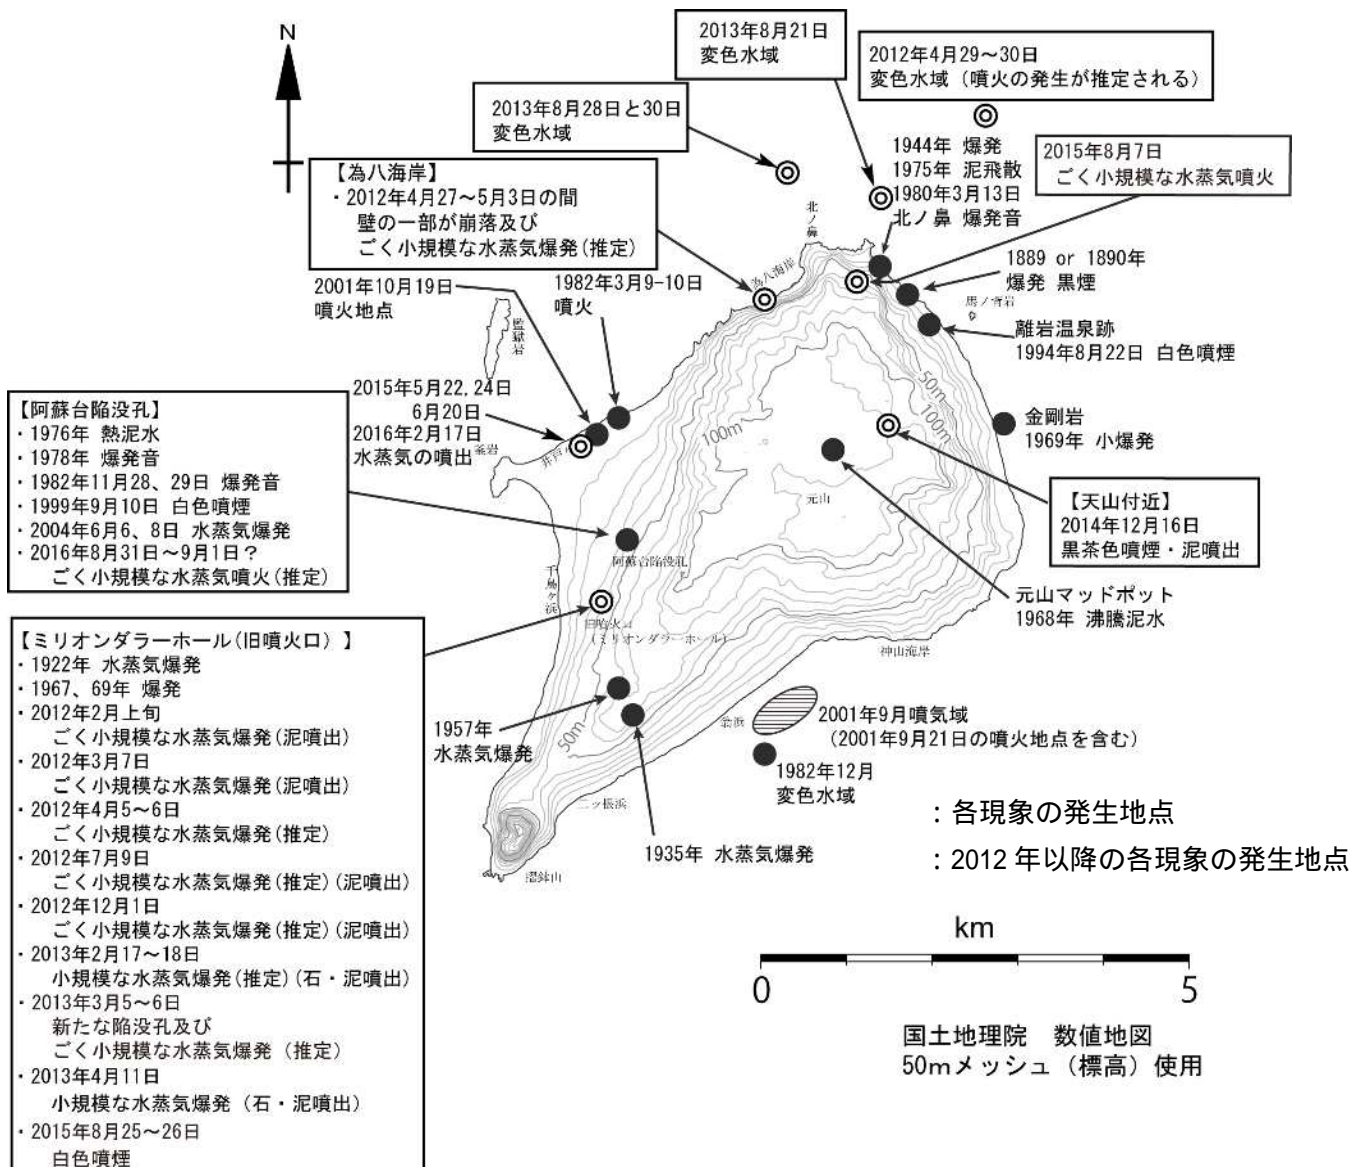 N
2013年8月21日
変色水域
2012年4月29～30日
変色水域（噴火の発生が推定される）
2013年8月28日と30日
変色水域
1944年 爆発
1975年 泥飛散
1980年3月13日
北ノ鼻 爆発音
2015年8月7日
ごく小規模な水蒸気噴火
【為八海岸】
・2012年4月27～5月3日の間
壁の一部が崩落及び
ごく小規模な水蒸気爆発(推定)
北ノ鼻
為八海岸
1889 or 1890年
爆発 黒煙
馬ノ背岩
2001年10月19日
噴火地点
1982年3月9-10日
噴火
監獄岩
離岩温泉跡
1994年8月22日 白色噴煙
2015年5月22,24日
6月20日
2016年2月17日
水蒸気の噴出
釜岩
井戸
50m
100m
100m
金剛岩
1969年 小爆発
【阿蘇台陥没孔】
・1976年 熱泥水
・1978年 爆発音
・1982年11月28、29日 爆発音
・1999年9月10日 白色噴煙
・2004年6月6、8日 水蒸気爆発
・2016年8月31日～9月1日？
ごく小規模な水蒸気噴火(推定)
元山
【天山付近】
2014年12月16日
黒茶色噴煙・泥噴出
阿蘇台陥没孔
千鳥ヶ浜
元山マッドポット
1968年 沸騰泥水
旧噴火口
（ミリオンダラーホール）
神山海岸
【ミリオンダラーホール(旧噴火口）】
・1922年 水蒸気爆発
・1967、69年 爆発
・2012年2月上旬
ごく小規模な水蒸気爆発(泥噴出)
・2012年3月7日
ごく小規模な水蒸気爆発(泥噴出)
・2012年4月5～6日
ごく小規模な水蒸気爆発(推定)
・2012年7月9日
ごく小規模な水蒸気爆発(推定)(泥噴出)
・2012年12月1日
ごく小規模な水蒸気爆発(推定)(泥噴出)
・2013年2月17～18日
小規模な水蒸気爆発(推定)(石・泥噴出)
・2013年3月5～6日
新たな陥没孔及び
ごく小規模な水蒸気爆発（推定）
・2013年4月11日
小規模な水蒸気爆発（石・泥噴出）
・2015年8月25～26日
白色噴煙
1957年
水蒸気爆発
50m
翁浜
2001年9月噴気域
(2001年9月21日の噴火地点を含む)
1982年12月
変色水域
二ッ根浜
1935年 水蒸気爆発
摺鉢山
：各現象の発生地点
：2012 年以降の各現象の発生地点
km
0
5
国土地理院 数値地図
50mメッシュ（標高）使用